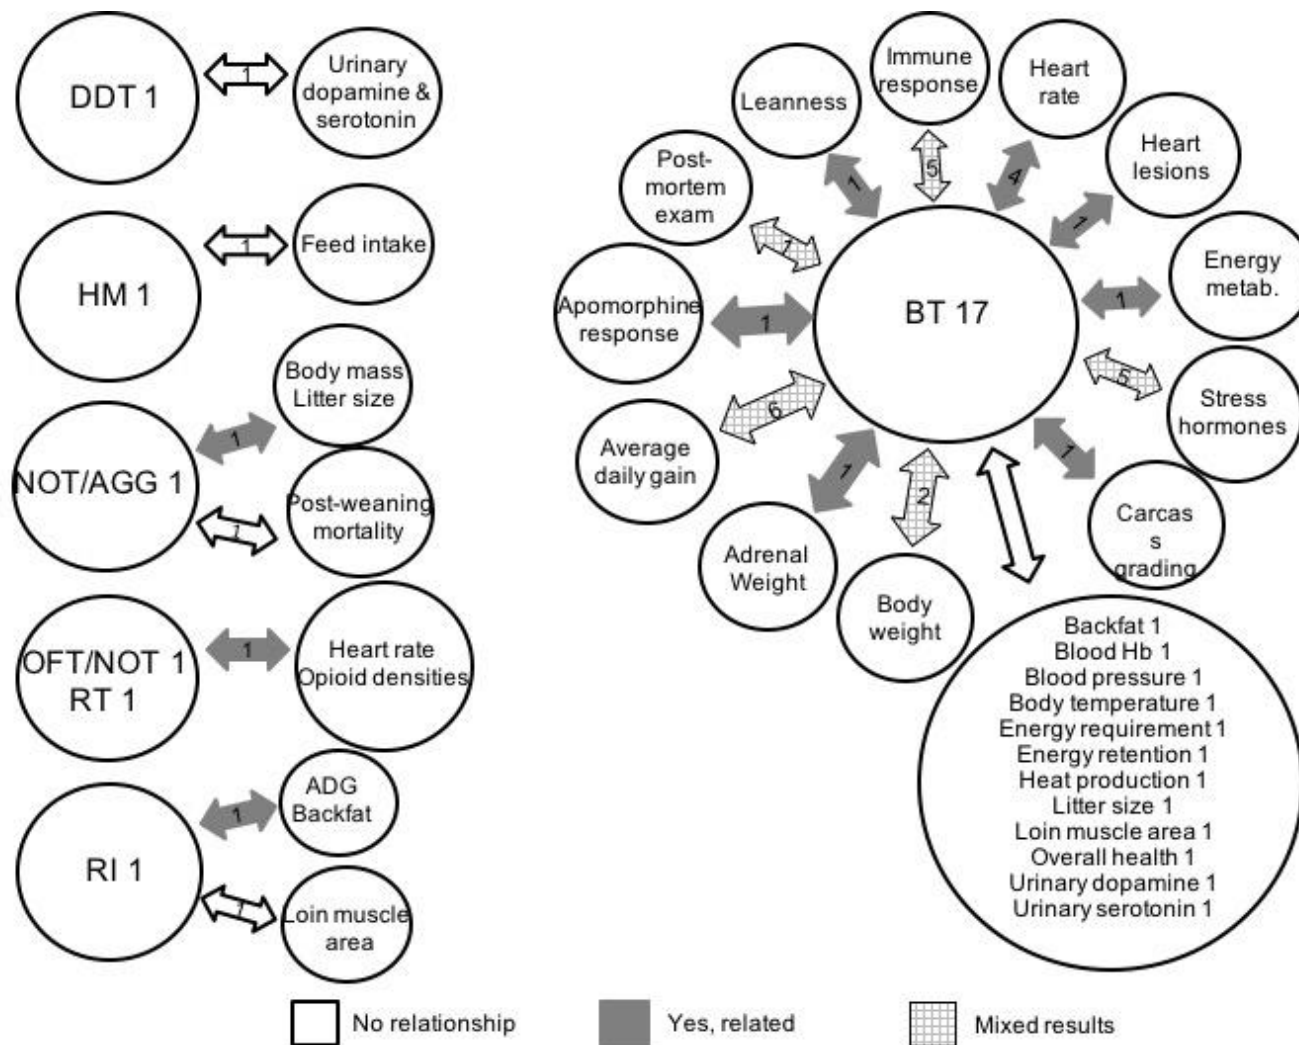 DDT 1
1
Urinary
dopamine &
serotonin
HM 1
1
Feed intake
NOT/AGG 1
1
Body mass
Litter size
1
Post-weaning
mortality
OFT/NOT 1
RT 1
1
Heart rate
Opioid densities
RI 1
1
ADG
Backfat
1
Loin muscle
area
BT 17
Immune
response
5
Heart
rate
4
Heart
lesions
1
Energy
metab.
1
Stress
hormones
5
Carcas
s
grading
1
Backfat 1
Blood Hb 1
Blood pressure 1
Body temperature 1
Energy requirement 1
Energy retention 1
Heat production 1
Litter size 1
Loin muscle area 1
Overall health 1
Urinary dopamine 1
Urinary serotonin 1
Body
weight
2
Adrenal
Weight
1
Average
daily gain
6
Apomorphine
response
1
Post-
mortem
exam
Leanness
1
No relationship
Yes, related
Mixed results